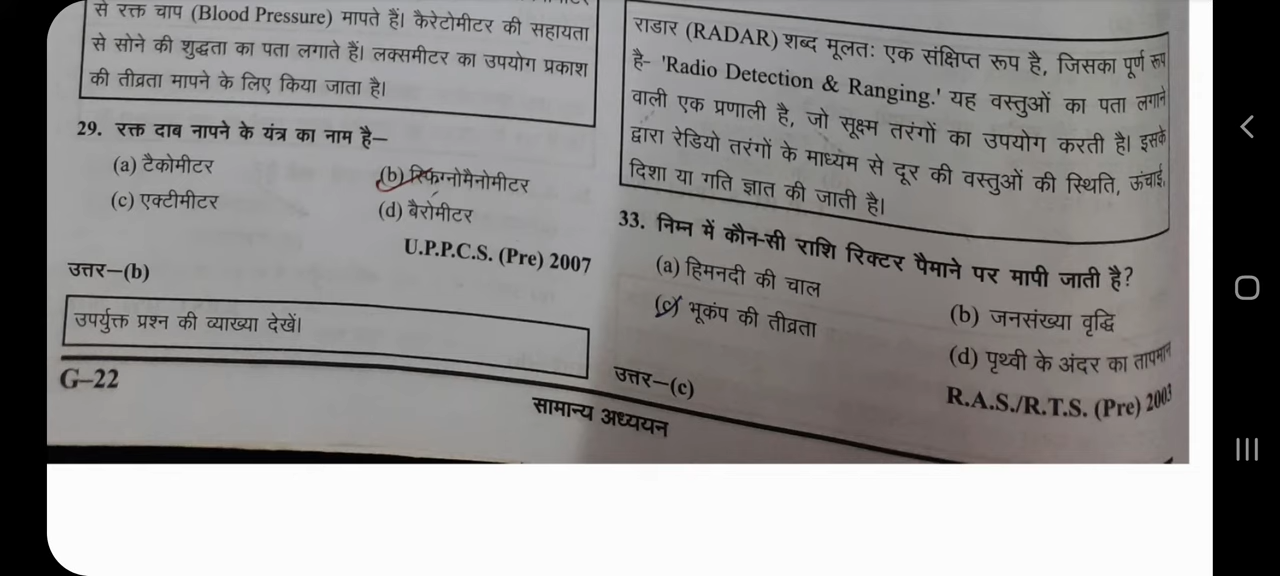 से रक्त चाप (Blood Pressure) मापते हैं। कैरेटोमीटर की सहायता
से सोने की शुद्धता का पता लगाते हैं। लक्समीटर का उपयोग प्रकाश
की तीव्रता मापने के लिए किया जाता है।
29. रक्त दाब नापने के यंत्र का नाम है–
(a) टैकोमीटर
(b) स्फिग्नोमैनोमीटर
(c) एक्टीमीटर
(d) बैरोमीटर
U.P.P.C.S. (Pre) 2007
उत्तर–(b)
उपर्युक्त प्रश्न की व्याख्या देखें।
G–22
सामान्य अध्ययन
राडार (RADAR) शब्द मूलतः एक संक्षिप्त रूप है, जिसका पूर्ण रूप
है- 'Radio Detection & Ranging.' यह वस्तुओं का पता लगाने
वाली एक प्रणाली है, जो सूक्ष्म तरंगों का उपयोग करती है। इसके
द्वारा रेडियो तरंगों के माध्यम से दूर की वस्तुओं की स्थिति, ऊंचाई,
दिशा या गति ज्ञात की जाती है।
33. निम्न में कौन-सी राशि रिक्टर पैमाने पर मापी जाती है?
(a) हिमनदी की चाल
(b) जनसंख्या वृद्धि
(c) भूकंप की तीव्रता
(d) पृथ्वी के अंदर का तापमान
R.A.S./R.T.S. (Pre) 2003
उत्तर–(c)